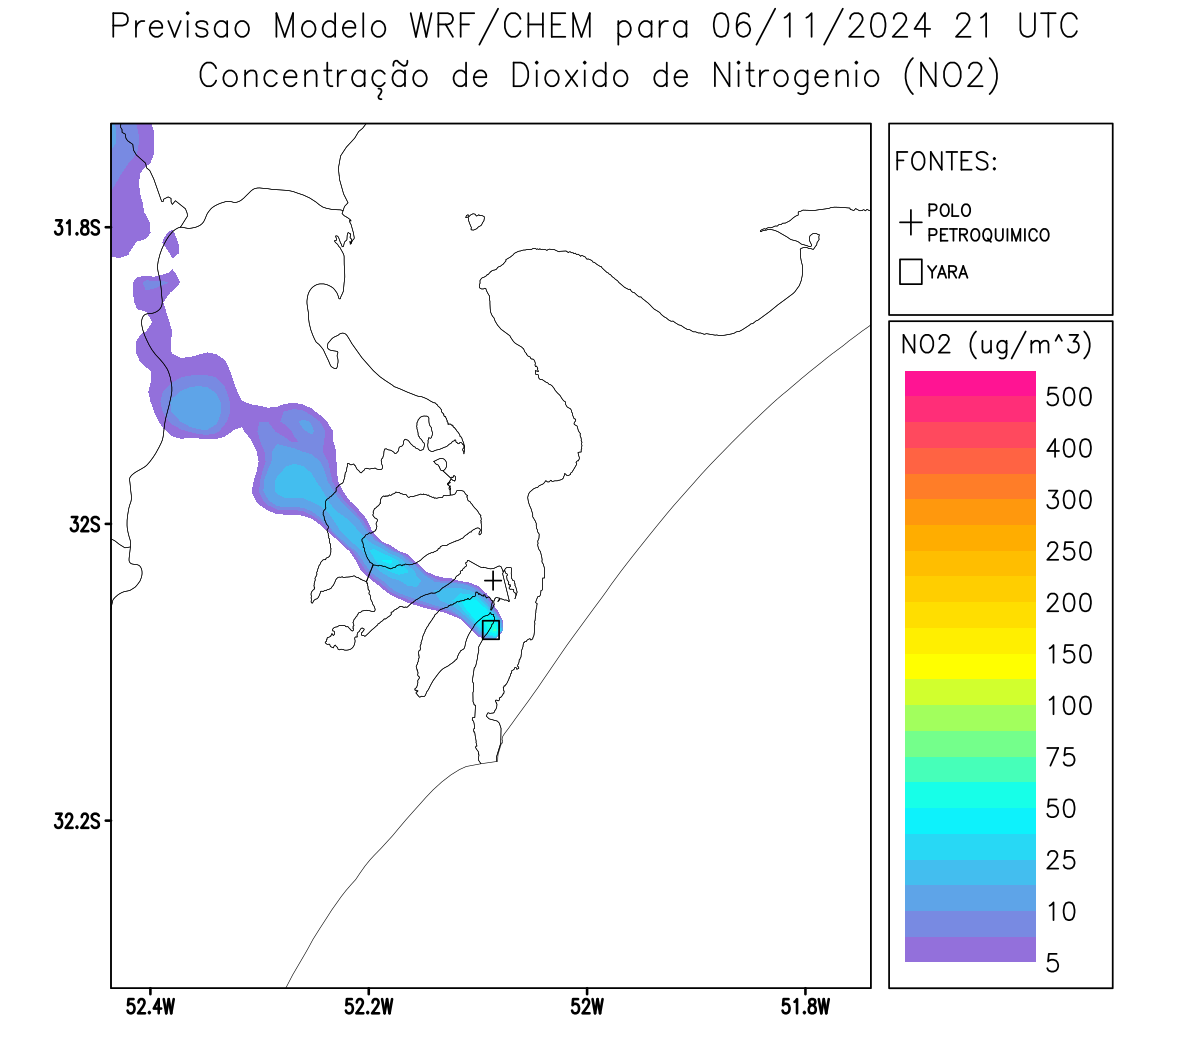 Previsao Modelo WRF/CHEM para 06/11/2024 21 UTC
Concentração de Dioxido de Nitrogenio (NO2)
FONTES:
POLO
PETROQUIMICO
YARA
31.8S
32S
32.2S
52.4W
52.2W
52W
51.8W
NO2 (ug/m^3)
500
400
300
250
200
150
100
75
50
25
10
5